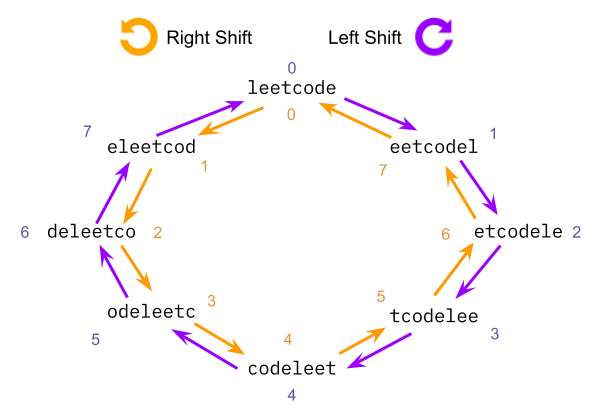 Right Shift Left Shift
0
leetcode
0
7 eleetcod 1
7 eetcodel 1
6 deleetco 2
6 etcodele 2
odeleetc 3
5
5 tcodelee
3
4
codeleet
4